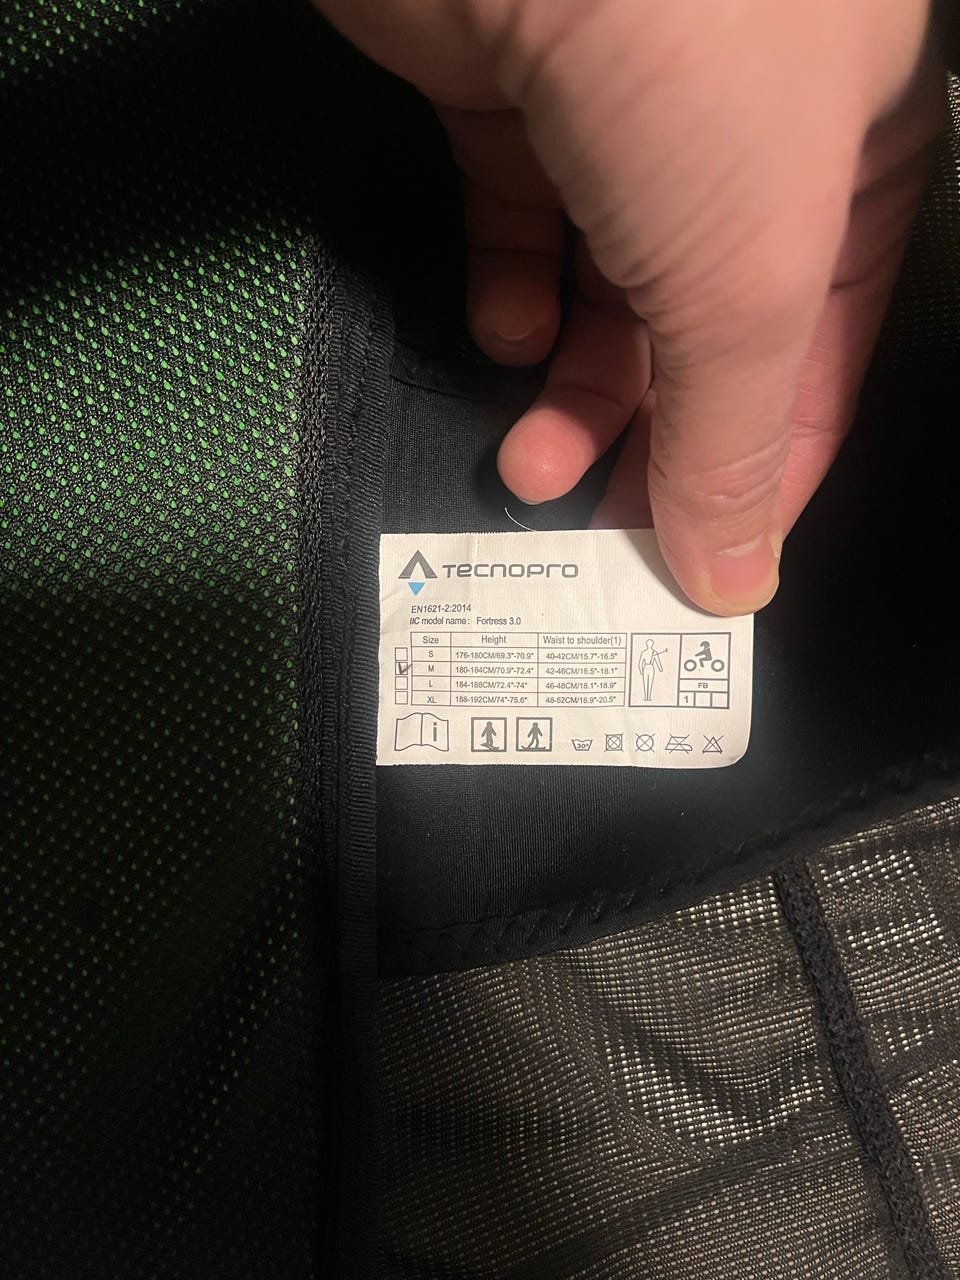 TECNOPRO
EN1621-2:2014
IIC model name: Fortress 3.0
Size Height Waist to shoulder(1)
S 176-180CM/69.3"-70.9" 40-42CM/15.7"-16.5"
M 180-184CM/70.9"-72.4" 42-46CM/16.5"-18.1"
L 184-188CM/72.4"-74" 46-48CM/18.1"-18.9"
XL 188-192CM/74"-75.6" 48-52CM/18.9"-20.5"
FB
1
i
30°